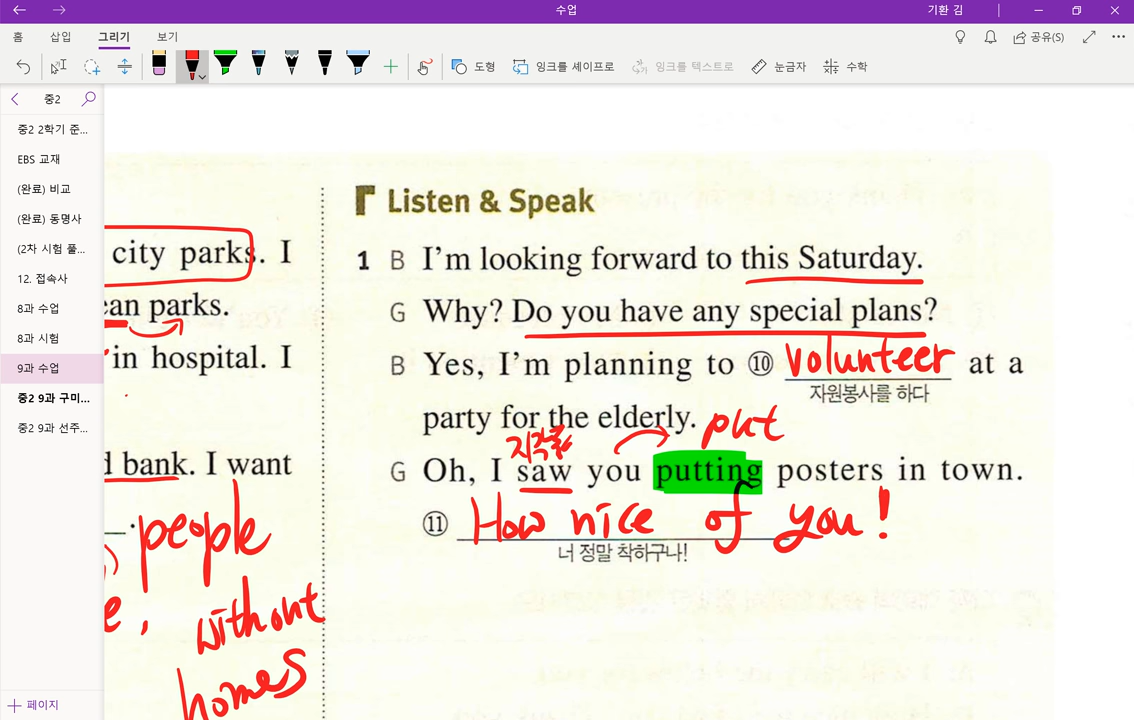 수업
기환 김
홈 삽입 그리기 보기
공유(S)
도형 잉크를 셰이프로 잉크를 텍스트로 눈금자 수학
중2
중2 2학기 준...
EBS 교재
(완료) 비교
(완료) 동명사
(2차 시험 풀...
12. 접속사
8과 수업
8과 시험
9과 수업
중2 9과 구미...
중2 9과 선주...
페이지
city parks. I
ean parks.
in hospital. I
d bank. I want
people
e, without
homes
Listen & Speak
1 B I'm looking forward to this Saturday.
G Why? Do you have any special plans?
B Yes, I'm planning to ⑩ volunteer at a
자원봉사를 하다
party for the elderly. put
지각동
G Oh, I saw you putting posters in town.
⑪ How nice of you!
너 정말 착하구나!